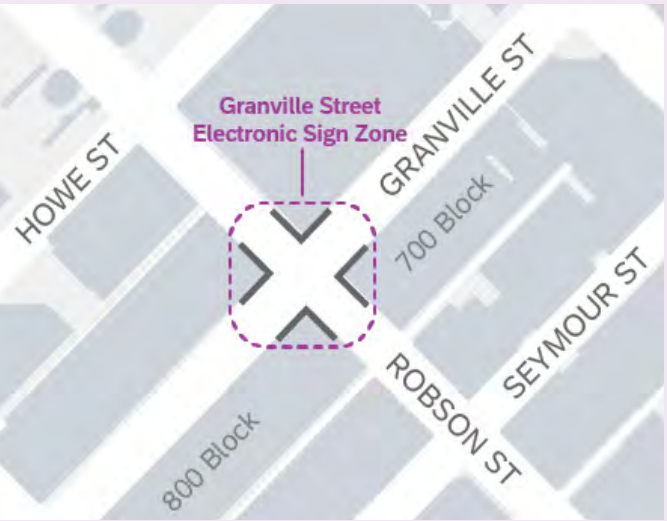 Granville Street
Electronic Sign Zone
GRANVILLE ST
HOWE ST
700 Block
SEYMOUR ST
ROBSON ST
800 Block